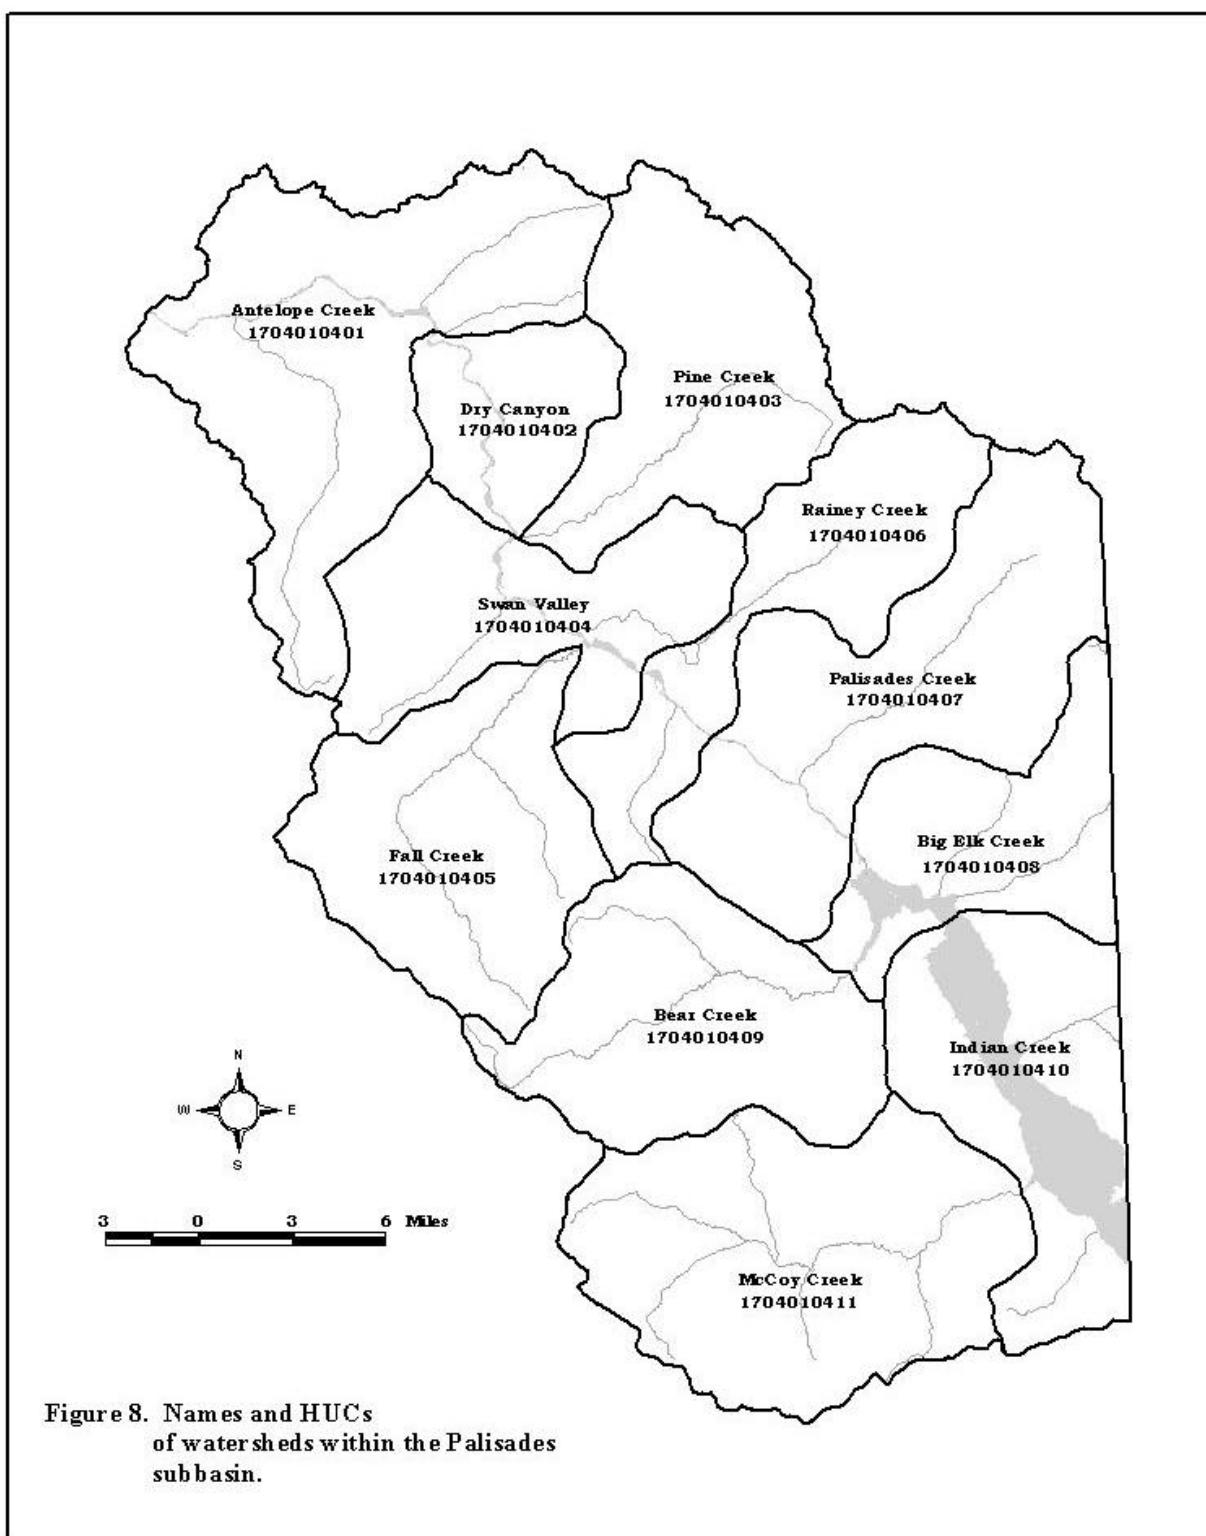 Antelope Creek
1704010401
Pine Creek
1704010403
Dry Canyon
1704010402
Rainey Creek
1704010406
Swan Valley
1704010404
Palisades Creek
1704010407
Big Elk Creek
1704010408
Fall Creek
1704010405
Bear Creek
1704010409
Indian Creek
1704010410
N
W E
S
3 0 3 6 Miles
McCoy Creek
1704010411
Figure 8. Names and HUCs
of watersheds within the Palisades
subbasin.